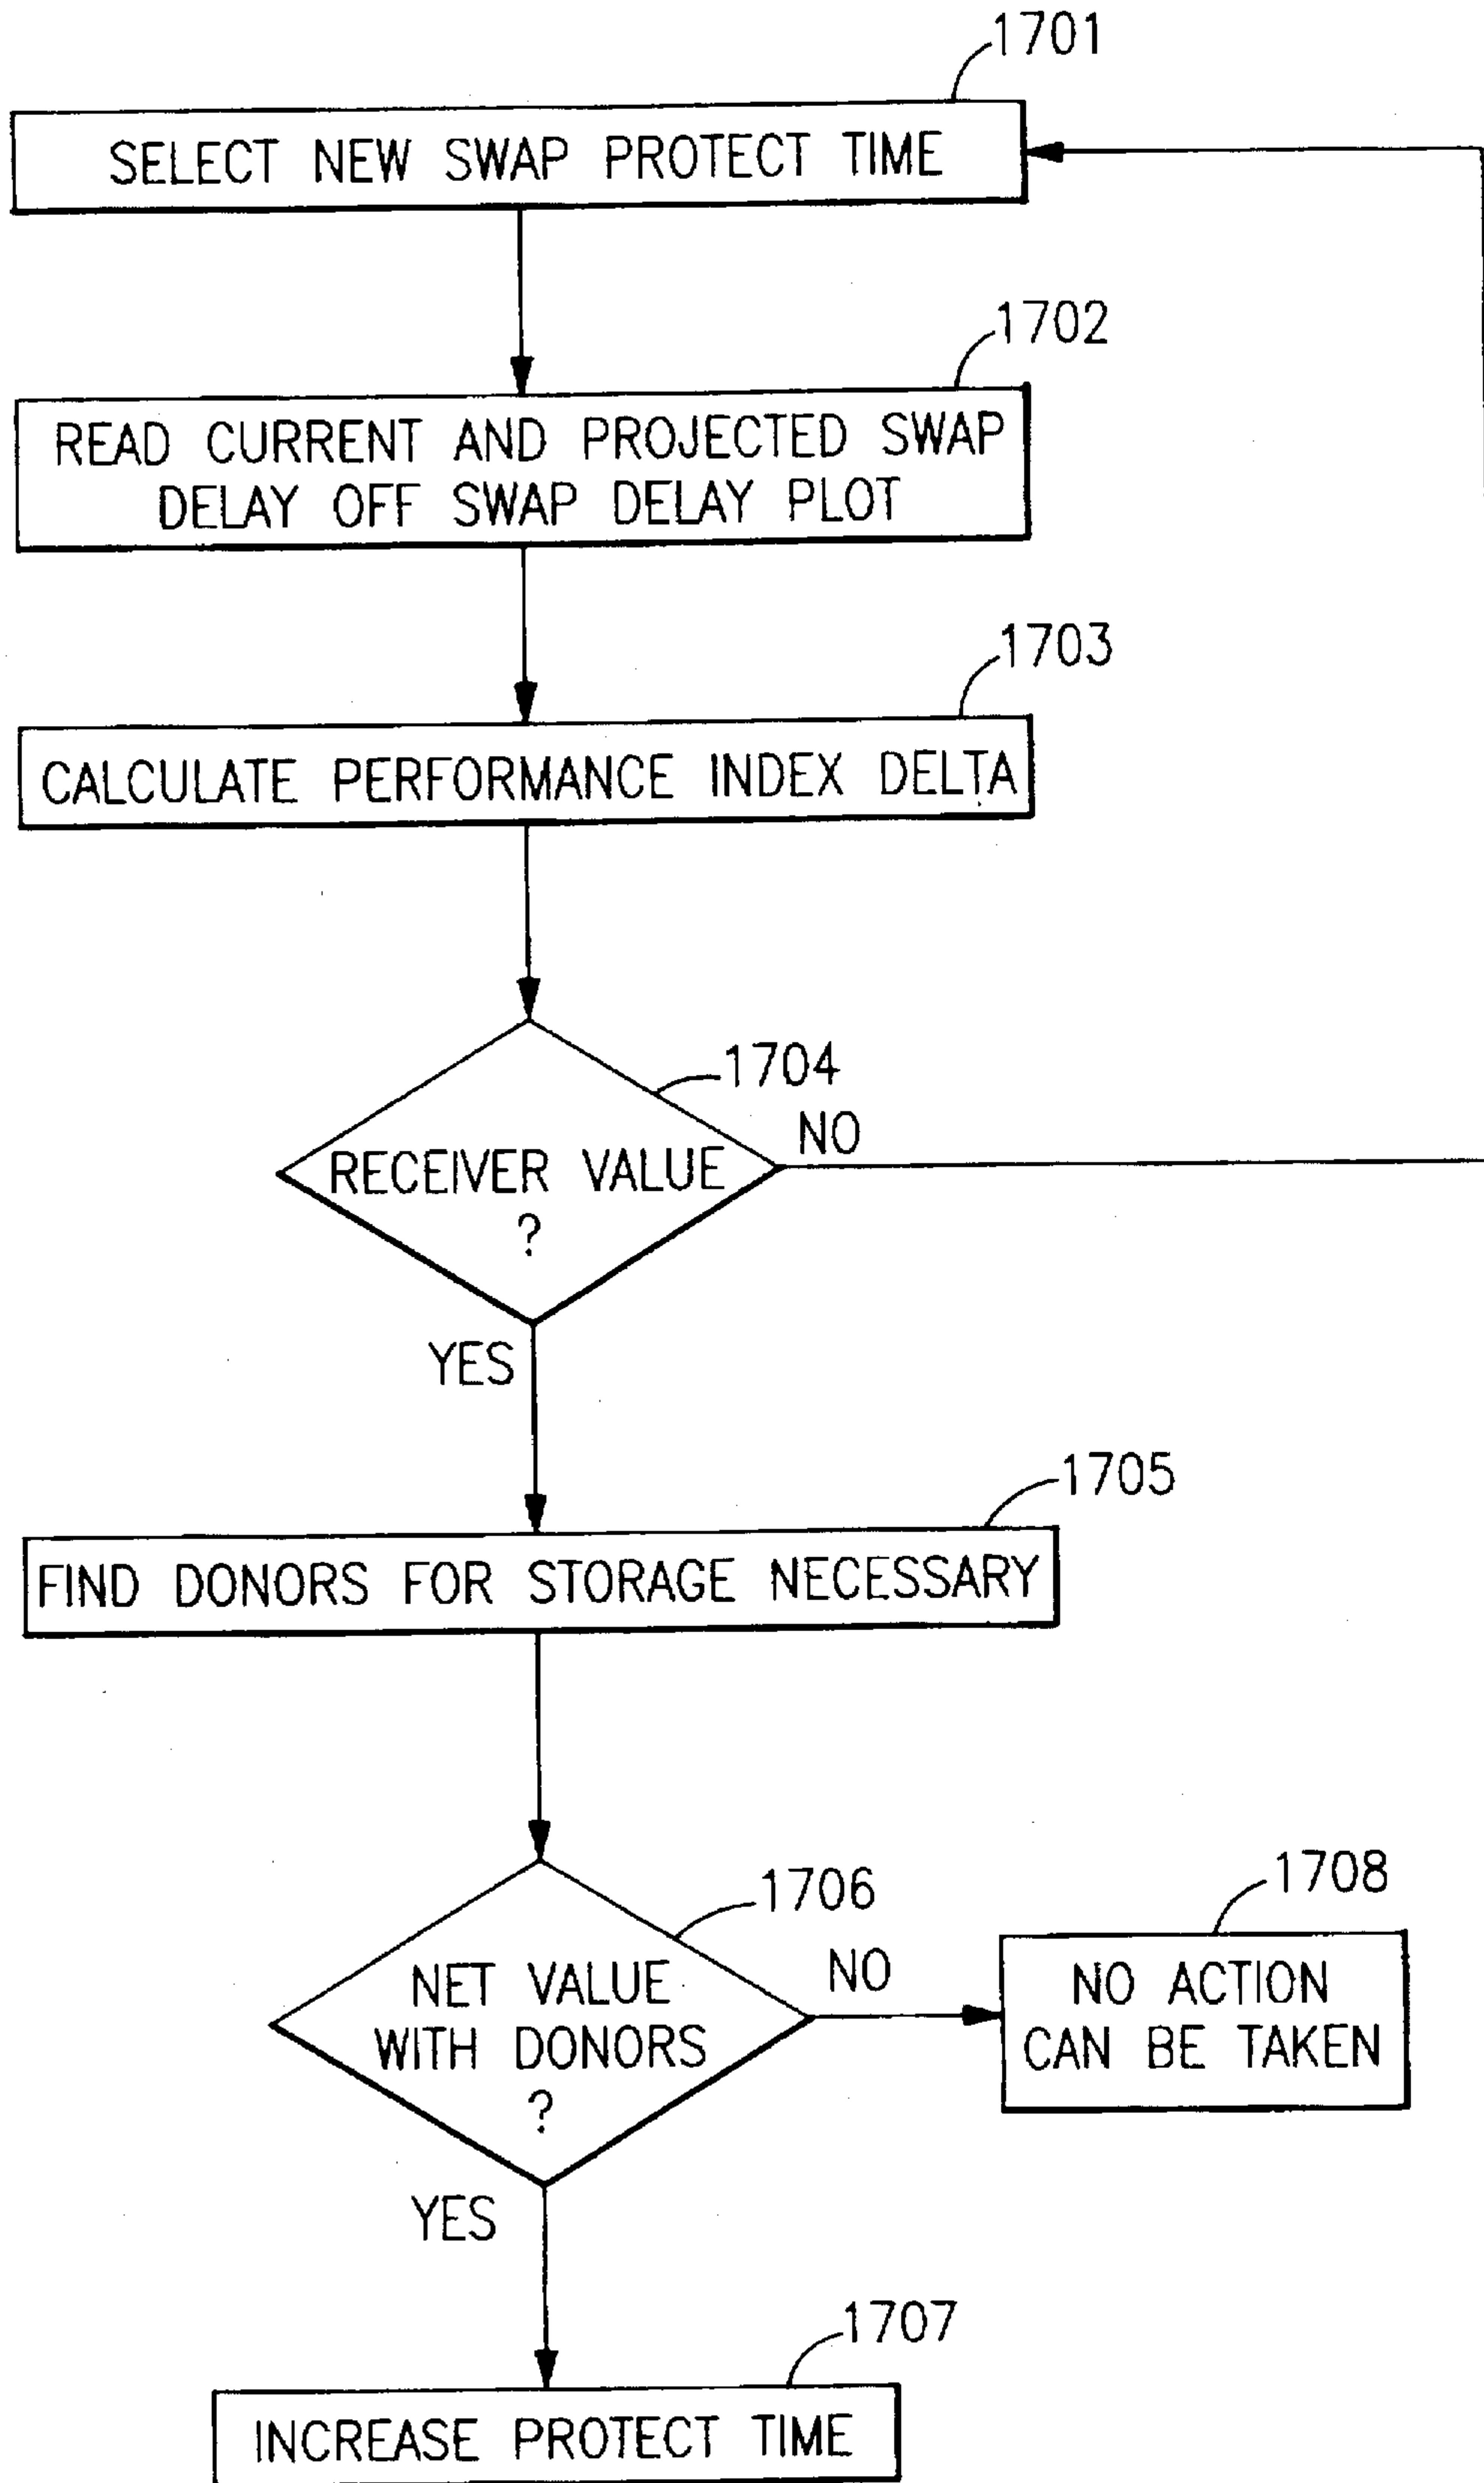 1701
SELECT NEW SWAP PROTECT TIME
1702
READ CURRENT AND PROJECTED SWAP
DELAY OFF SWAP DELAY PLOT
1703
CALCULATE PERFORMANCE INDEX DELTA
1704
NO
RECEIVER VALUE
?
YES
1705
FIND DONORS FOR STORAGE NECESSARY
1706
NO
NET VALUE
WITH DONORS
?
1708
NO ACTION
CAN BE TAKEN
YES
1707
INCREASE PROTECT TIME